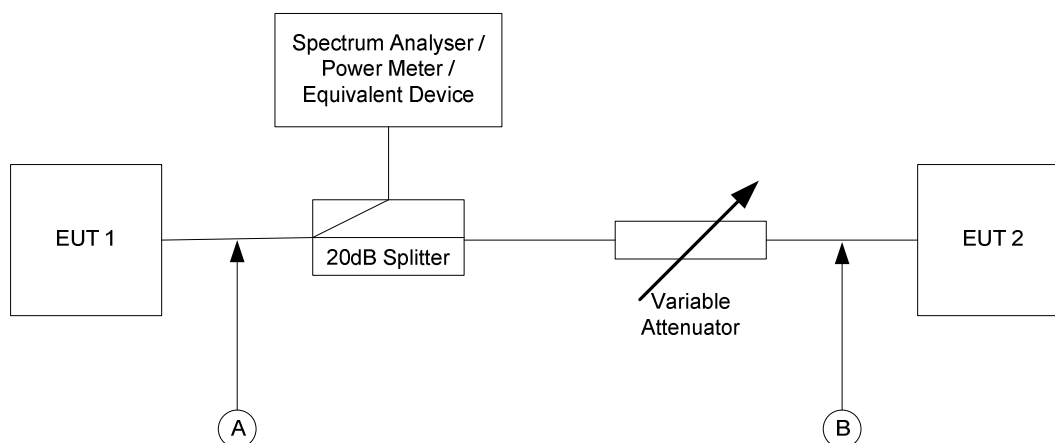 Spectrum Analyser /
Power Meter /
Equivalent Device
EUT 1
20dB Splitter
EUT 2
Variable
Attenuator
A
B